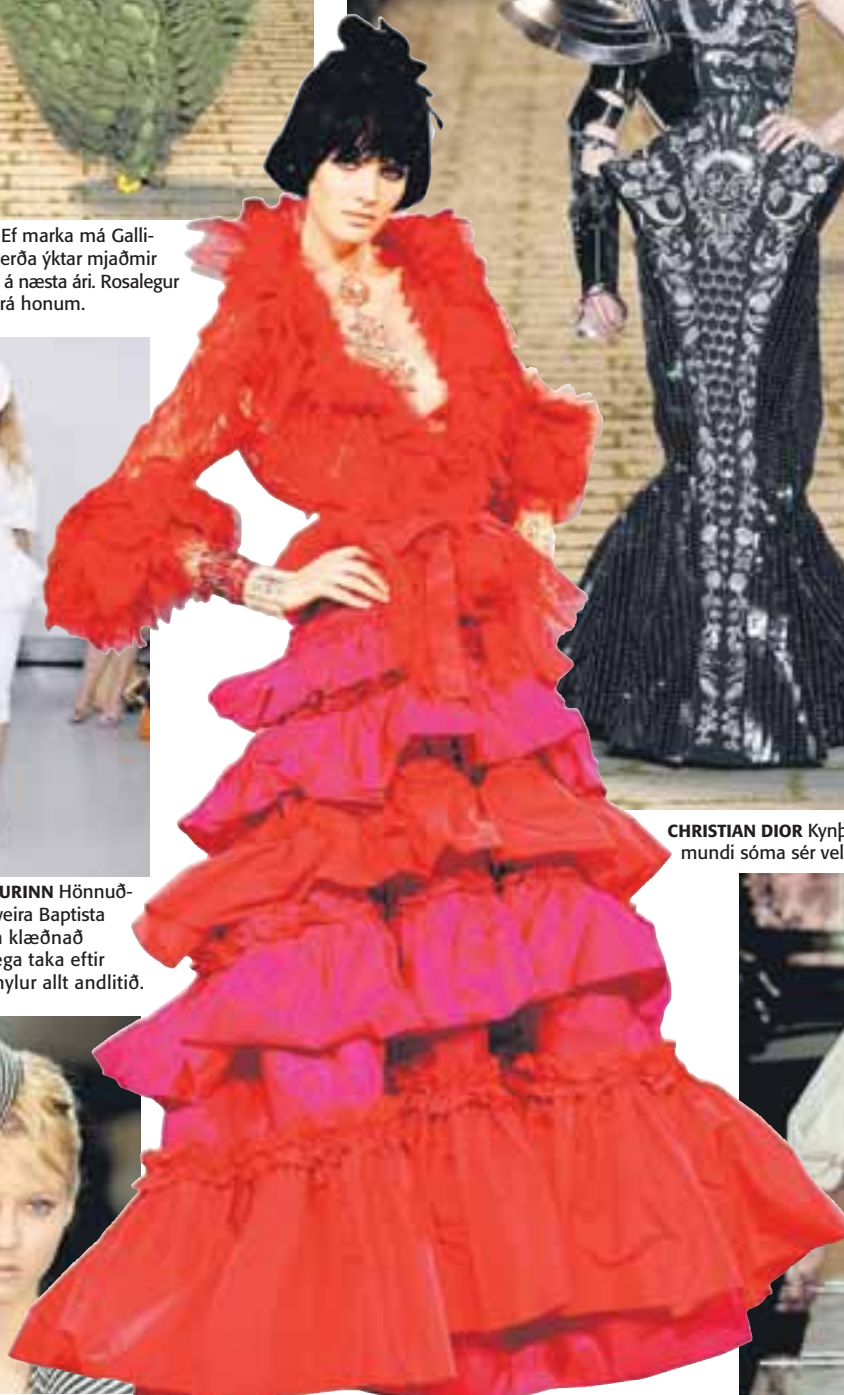 Ef marka má Galli-
erða ýktar mjaðmir
á næsta ári. Rosalegur
rá honum.
CHRISTIAN DIOR Kynþ
mundi sóma sér vel
URINN Hönnuð-
veira Baptista
klæðnað
ega taka eftir
ylur allt andlitið.